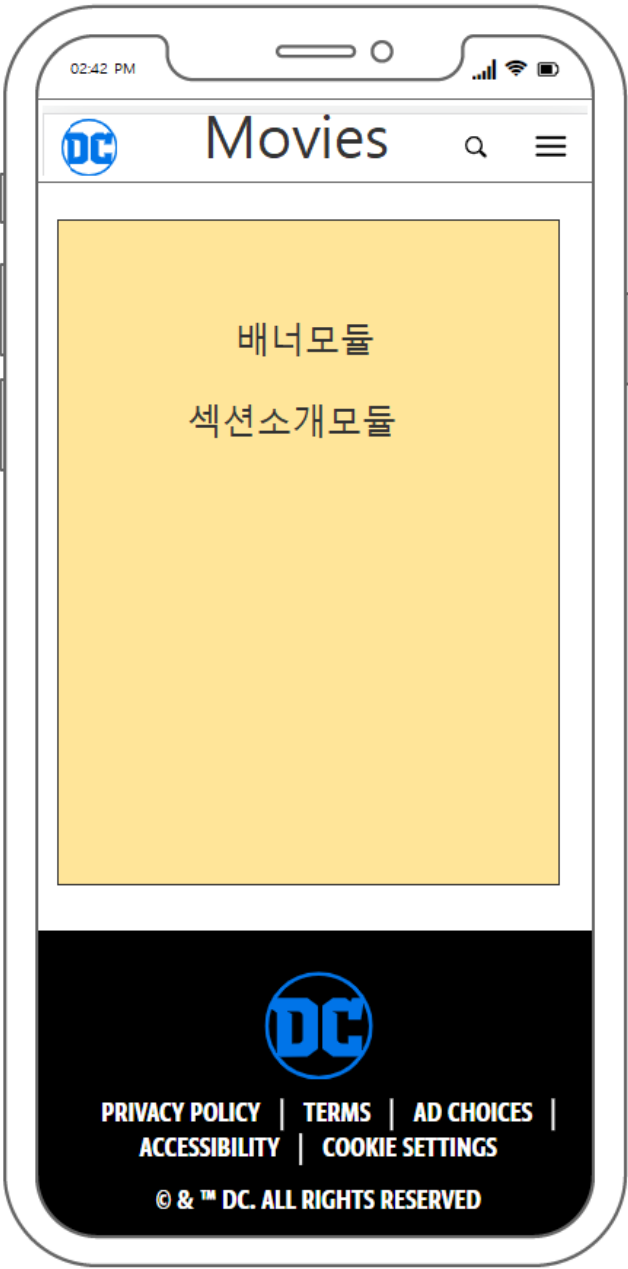 02:42 PM
DC Movies
배너모듈
섹션소개모듈
DC
PRIVACY POLICY | TERMS | AD CHOICES |
ACCESSIBILITY | COOKIE SETTINGS
© & ™ DC. ALL RIGHTS RESERVED